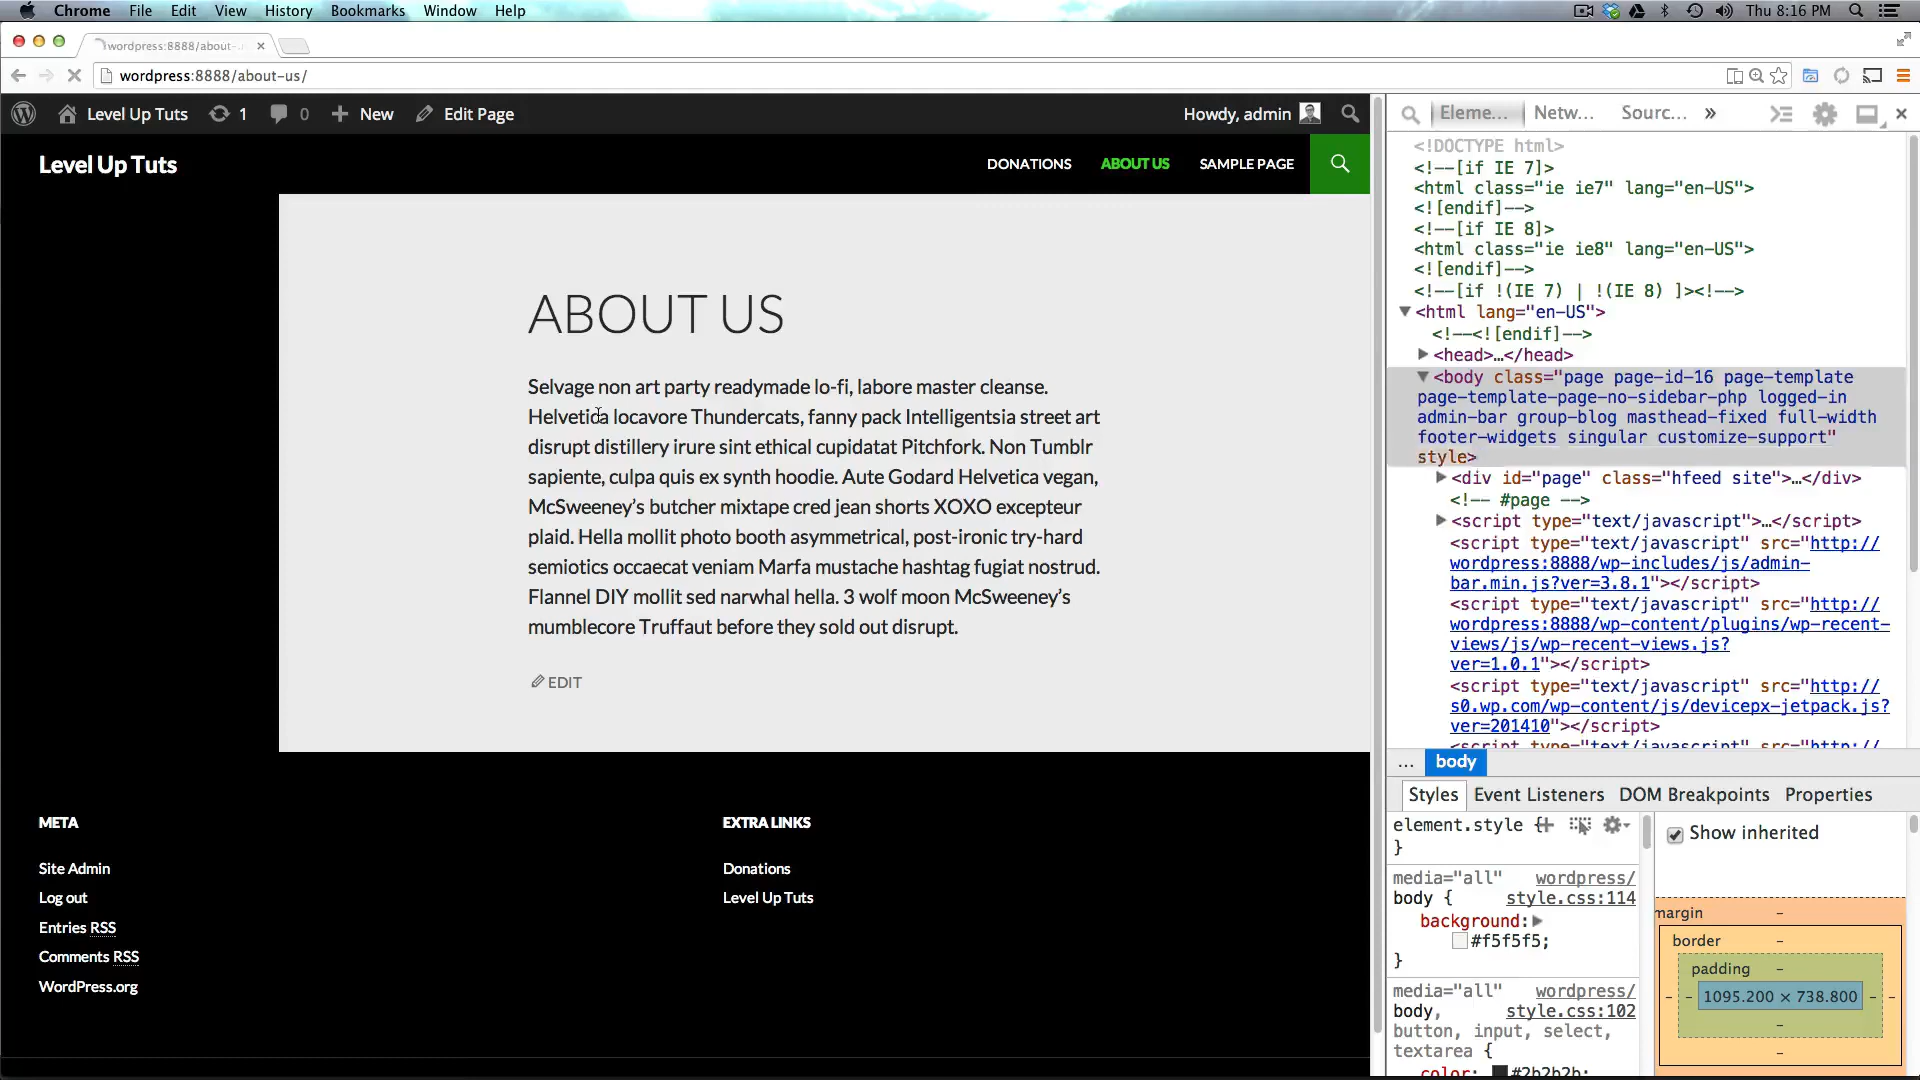 Chrome File Edit View History Bookmarks Window Help Thu 8:16 PM
wordpress:8888/about-
wordpress:8888/about-us/
Level Up Tuts 1 0 New Edit Page Howdy, admin
Level Up Tuts DONATIONS ABOUT US SAMPLE PAGE
ABOUT US
Selvage non art party readymade lo-fi, labore master cleanse.
Helvetica locavore Thundercats, fanny pack Intelligentsia street art
disrupt distillery irure sint ethical cupidatat Pitchfork. Non Tumblr
sapiente, culpa quis ex synth hoodie. Aute Godard Helvetica vegan,
McSweeney’s butcher mixtape cred jean shorts XOXO excepteur
plaid. Hella mollit photo booth asymmetrical, post-ironic try-hard
semiotics occaecat veniam Marfa mustache hashtag fugiat nostrud.
Flannel DIY mollit sed narwhal hella. 3 wolf moon McSweeney’s
mumblecore Truffaut before they sold out disrupt.
EDIT
META
Site Admin
Log out
Entries RSS
Comments RSS
WordPress.org
EXTRA LINKS
Donations
Level Up Tuts
Eleme... Netw... Sourc... »
<!DOCTYPE html>
<!--[if IE 7]>
<html class="ie ie7" lang="en-US">
<![endif]-->
<!--[if IE 8]>
<html class="ie ie8" lang="en-US">
<![endif]-->
<!--[if !(IE 7) | !(IE 8) ]><!-->
<html lang="en-US">
<!--<![endif]-->
<head>…</head>
<body class="page page-id-16 page-template
page-template-page-no-sidebar-php logged-in
admin-bar group-blog masthead-fixed full-width
footer-widgets singular customize-support"
style>
<div id="page" class="hfeed site">…</div>
<!-- #page -->
<script type="text/javascript">…</script>
<script type="text/javascript" src="http://
wordpress:8888/wp-includes/js/admin-
bar.min.js?ver=3.8.1"></script>
<script type="text/javascript" src="http://
wordpress:8888/wp-content/plugins/wp-recent-
views/js/wp-recent-views.js?
ver=1.0.1"></script>
<script type="text/javascript" src="http://
s0.wp.com/wp-content/js/devicepx-jetpack.js?
ver=201410"></script>
<script type="text/javascript" src="http://
... body
Styles Event Listeners DOM Breakpoints Properties
element.style {
}
media="all" wordpress/
body { style.css:114
background:
#f5f5f5;
}
media="all" wordpress/
body, style.css:102
button, input, select,
textarea {
color: #2b2b2b;
Show inherited
margin –
border –
padding –
– – 1095.200 × 738.800 – –
–
–